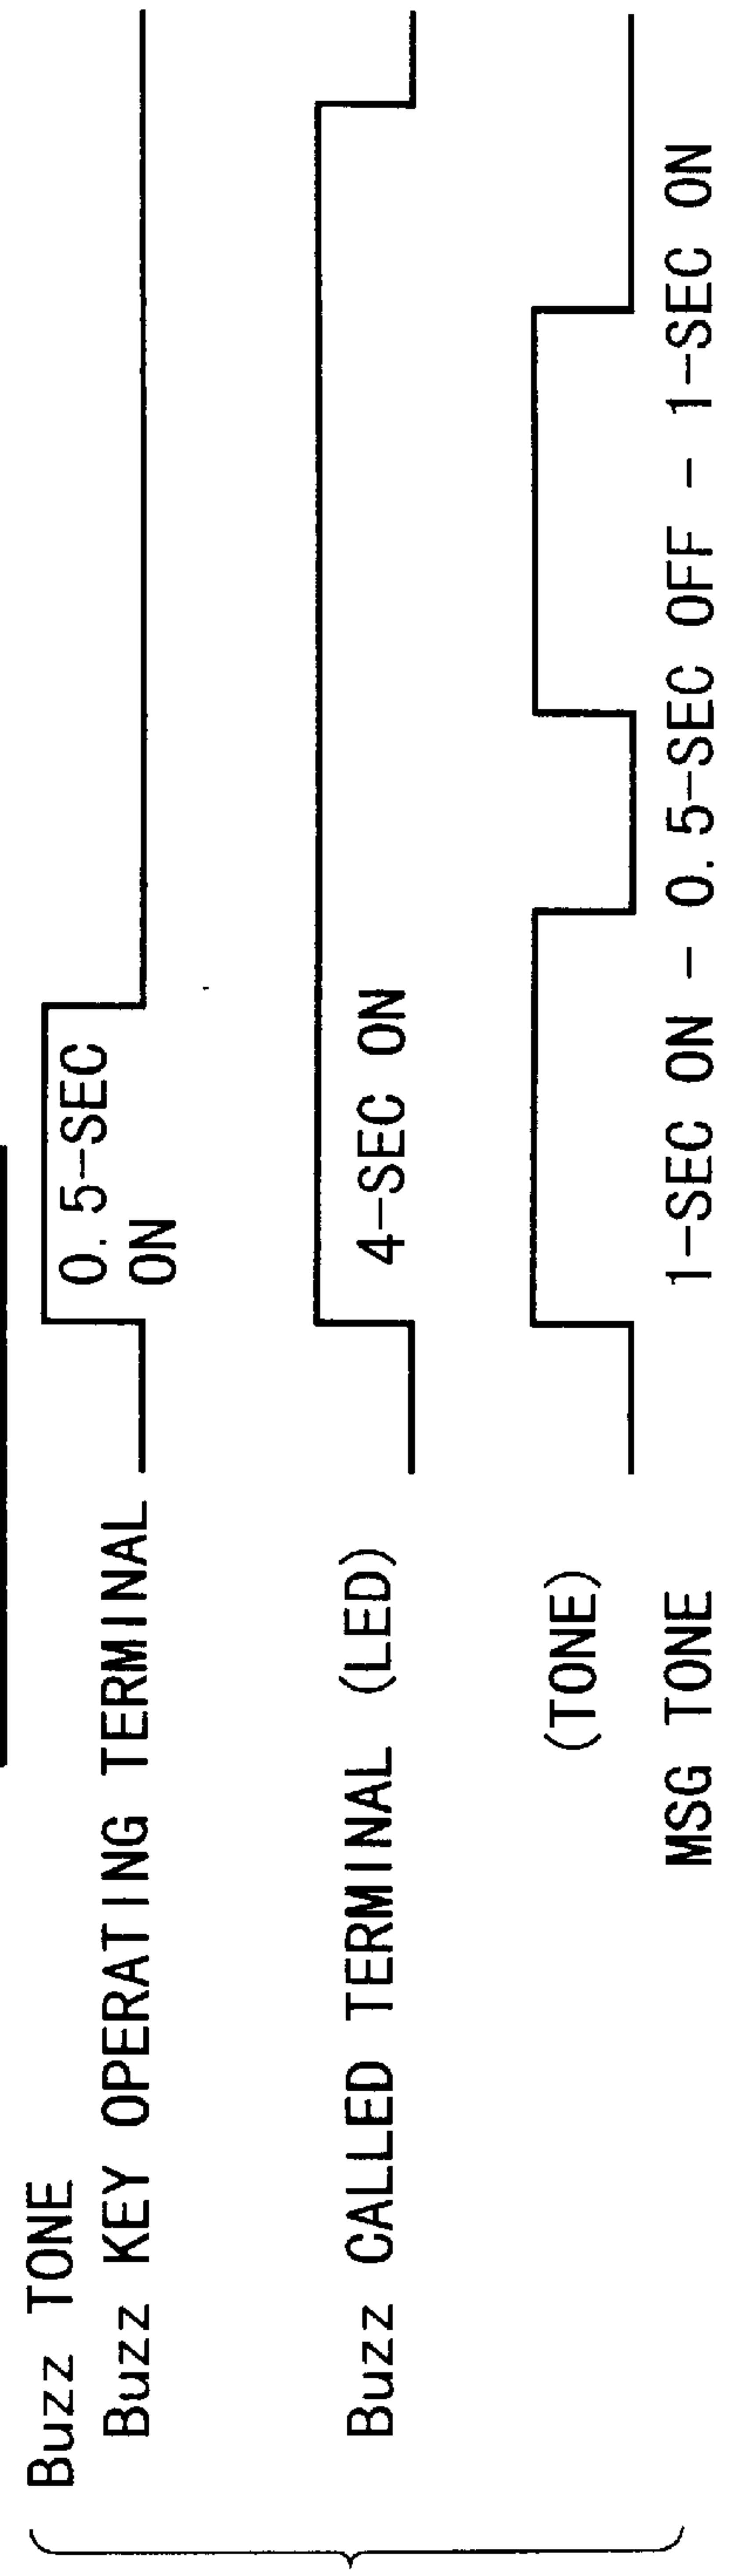 Buzz TONE
Buzz KEY OPERATING TERMINAL
0.5-SEC
ON
Buzz CALLED TERMINAL (LED)
4-SEC ON
(TONE)
MSG TONE
1-SEC ON - 0.5-SEC OFF - 1-SEC ON